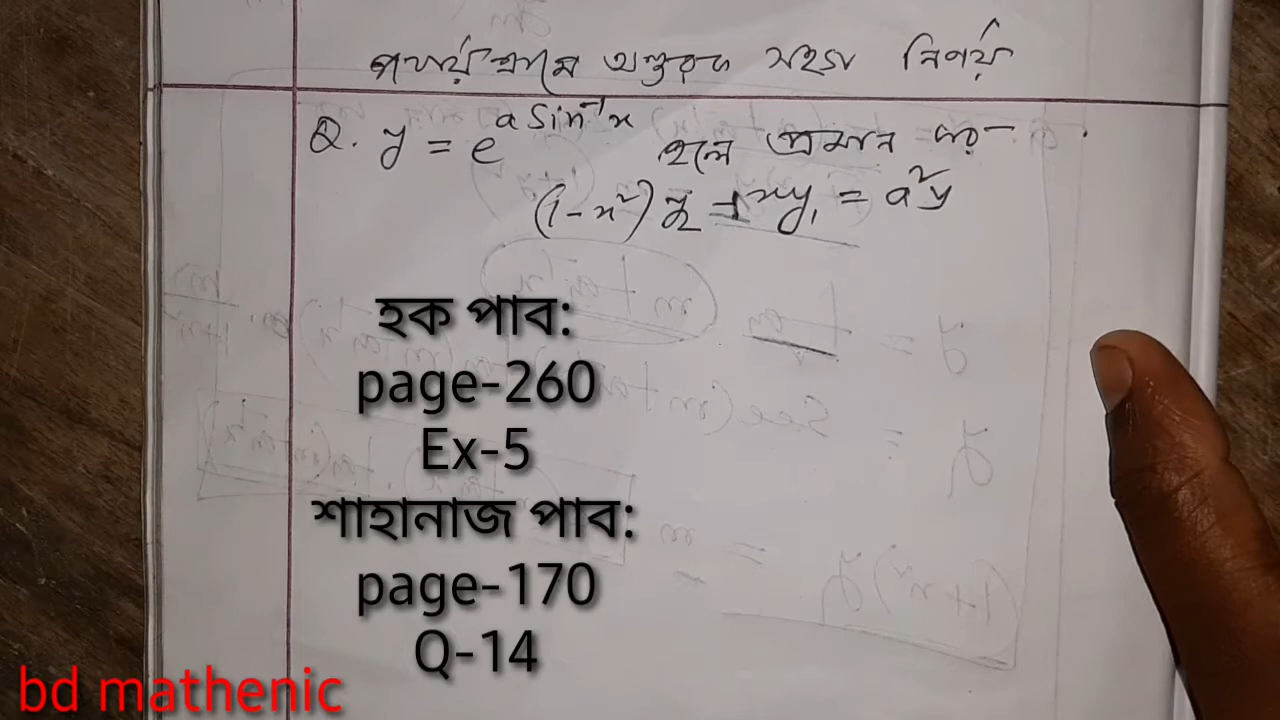 পর্যায়ক্রমে অন্তরজ সহগ নির্ণয়
Q. y = e^(a sin⁻¹x) হলে প্রমান কর-
(1-x²) y₂ + xy₁ = a²y
হক পাব:
page-260
Ex-5
শাহানাজ পাব:
page-170
Q-14
bd mathenic